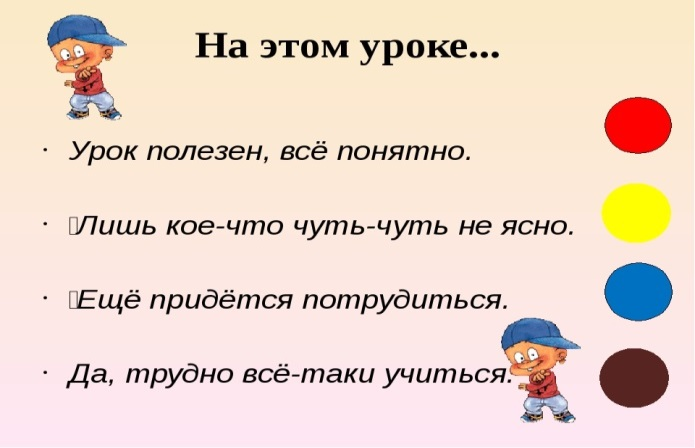 На этом уроке...
· Урок полезен, всё понятно.
· Лишь кое-что чуть-чуть не ясно.
· Ещё придётся потрудиться.
· Да, трудно всё-таки учиться.